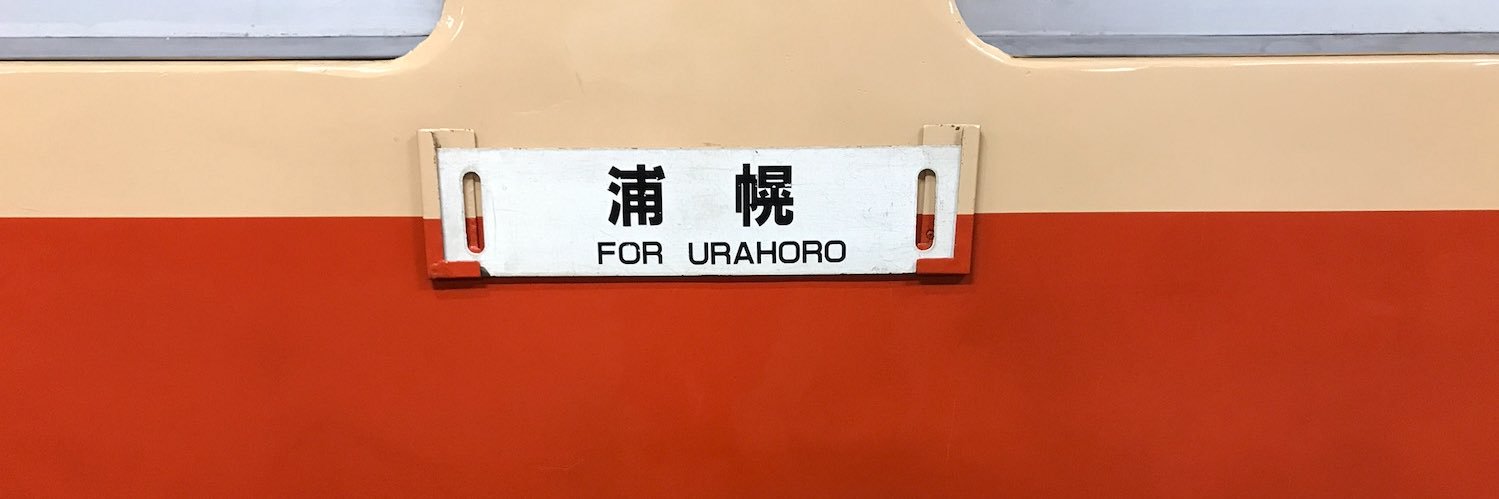 浦 幌
FOR URAHORO